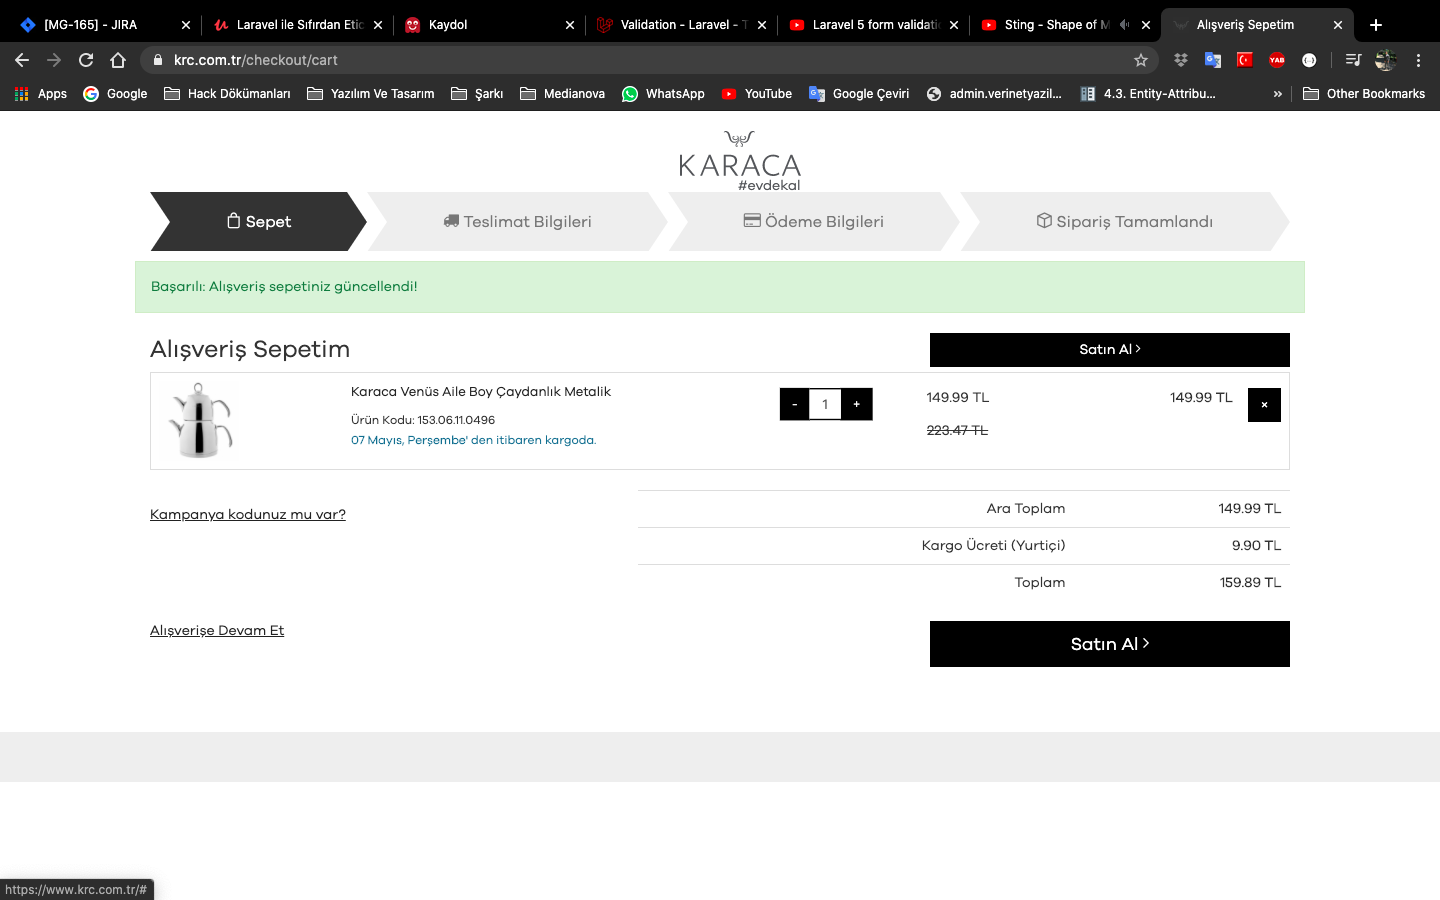 [MG-165] - JIRA
Laravel ile Sıfırdan Etic
Kaydol
Validation - Laravel - T
Laravel 5 form validatio
Sting - Shape of M
Alışveriş Sepetim
krc.com.tr/checkout/cart
YAB
Apps
Google
Hack Dökümanları
Yazılım Ve Tasarım
Şarkı
Medianova
WhatsApp
YouTube
Google Çeviri
admin.verinetyazil...
4.3. Entity-Attribu...
»
Other Bookmarks
KARACA
#evdekal
Sepet
Teslimat Bilgileri
Ödeme Bilgileri
Sipariş Tamamlandı
Başarılı: Alışveriş sepetiniz güncellendi!
Alışveriş Sepetim
Satın Al >
Karaca Venüs Aile Boy Çaydanlık Metalik
Ürün Kodu: 153.06.11.0496
07 Mayıs, Perşembe' den itibaren kargoda.
- 1 +
149.99 TL
223.47 TL
149.99 TL
×
Kampanya kodunuz mu var?
Ara Toplam 149.99 TL
Kargo Ücreti (Yurtiçi) 9.90 TL
Toplam 159.89 TL
Alışverişe Devam Et
Satın Al >
https://www.krc.com.tr/#